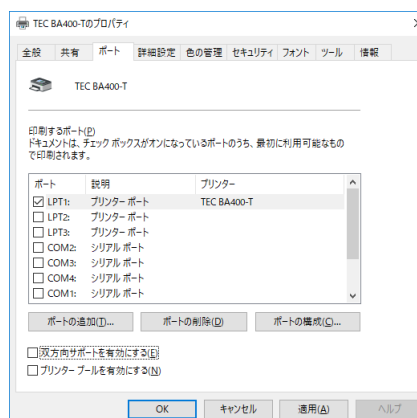 TEC BA400-Tのプロパティ
全般 共有 ポート 詳細設定 色の管理 セキュリティ フォント ツール 情報
TEC BA400-T
印刷するポート(P)
ドキュメントは、チェック ボックスがオンになっているポートのうち、最初に利用可能なもの
で印刷されます。
ポート 説明 プリンター
LPT1: プリンター ポート TEC BA400-T
LPT2: プリンター ポート
LPT3: プリンター ポート
COM2: シリアル ポート
COM3: シリアル ポート
COM4: シリアル ポート
COM1: シリアル ポート
ポートの追加(T)... ポートの削除(D) ポートの構成(C)...
双方向サポートを有効にする(E)
プリンター プールを有効にする(N)
OK キャンセル 適用(A) ヘルプ